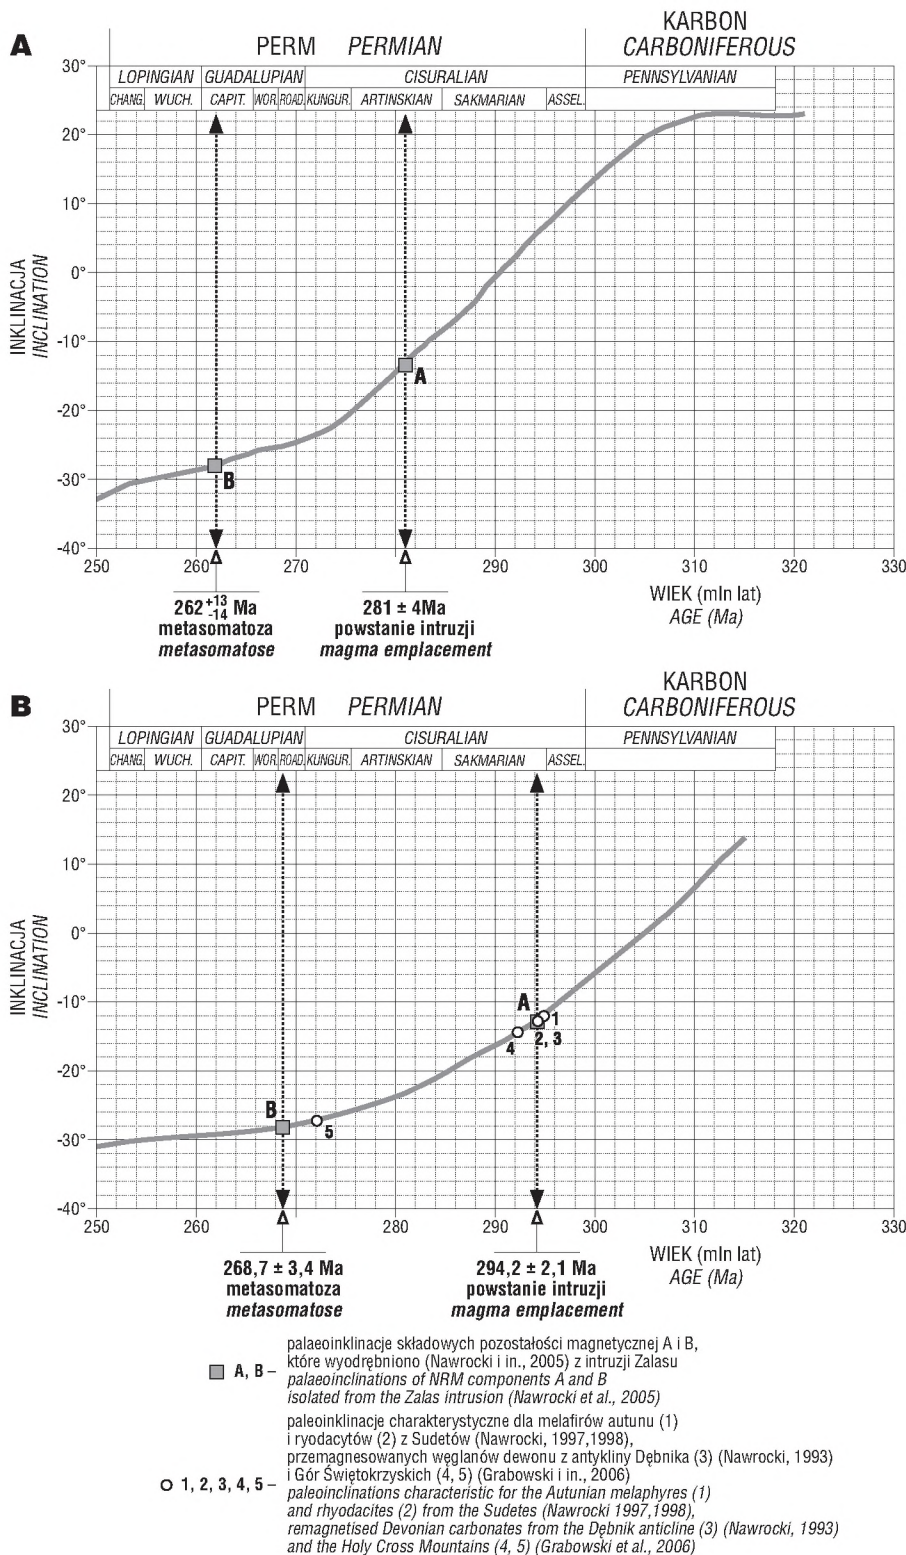 A
PERM PERMIAN
KARBON
CARBONIFEROUS
LOPINGIAN GUADALUPIAN CISURALIAN PENNSYLVANIAN
CHANG. WUCH. CAPIT. WOR. ROAD. KUNGUR. ARTINSKIAN SAKMARIAN ASSEL.
30°
20°
10°
0°
-10°
-20°
-30°
-40°
INKLINACJA
INCLINATION
A
B
250 260 270 280 290 300 310 320 330
WIEK (mln lat)
AGE (Ma)
262 +13 -14 Ma
metasomatoza
metasomatose
281 ± 4Ma
powstanie intruzji
magma emplacement
B
PERM PERMIAN
KARBON
CARBONIFEROUS
LOPINGIAN GUADALUPIAN CISURALIAN PENNSYLVANIAN
CHANG. WUCH. CAPIT. WOR. ROAD. KUNGUR. ARTINSKIAN SAKMARIAN ASSEL.
30°
20°
10°
0°
-10°
-20°
-30°
-40°
INKLINACJA
INCLINATION
A
1
2, 3
4
B
5
250 260 280 290 300 310 320 330
WIEK (mln lat)
AGE (Ma)
268,7 ± 3,4 Ma
metasomatoza
metasomatose
294,2 ± 2,1 Ma
powstanie intruzji
magma emplacement
A, B –
palaeoinklinacje składowych pozostałości magnetycznej A i B,
które wyodrębniono (Nawrocki i in., 2005) z intruzji Zalasu
palaeoinclinations of NRM components A and B
isolated from the Zalas intrusion (Nawrocki et al., 2005)
1, 2, 3, 4, 5 –
paleoinklinacje charakterystyczne dla melafirów autunu (1)
i ryodacytów (2) z Sudetów (Nawrocki, 1997,1998),
przemagnesowanych węglanów dewonu z antykliny Dębnika (3) (Nawrocki, 1993)
i Gór Świętokrzyskich (4, 5) (Grabowski i in., 2006)
paleoinclinations characteristic for the Autunian melaphyres (1)
and rhyodacites (2) from the Sudetes (Nawrocki 1997,1998),
remagnetised Devonian carbonates from the Dębnik anticline (3) (Nawrocki, 1993)
and the Holy Cross Mountains (4, 5) (Grabowski et al., 2006)